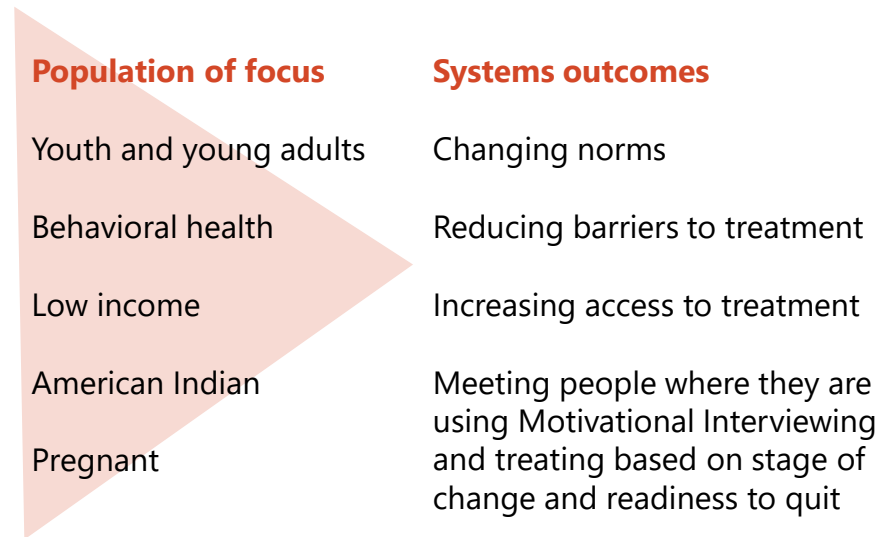 Population of focus
Youth and young adults
Behavioral health
Low income
American Indian
Pregnant
Systems outcomes
Changing norms
Reducing barriers to treatment
Increasing access to treatment
Meeting people where they are
using Motivational Interviewing
and treating based on stage of
change and readiness to quit